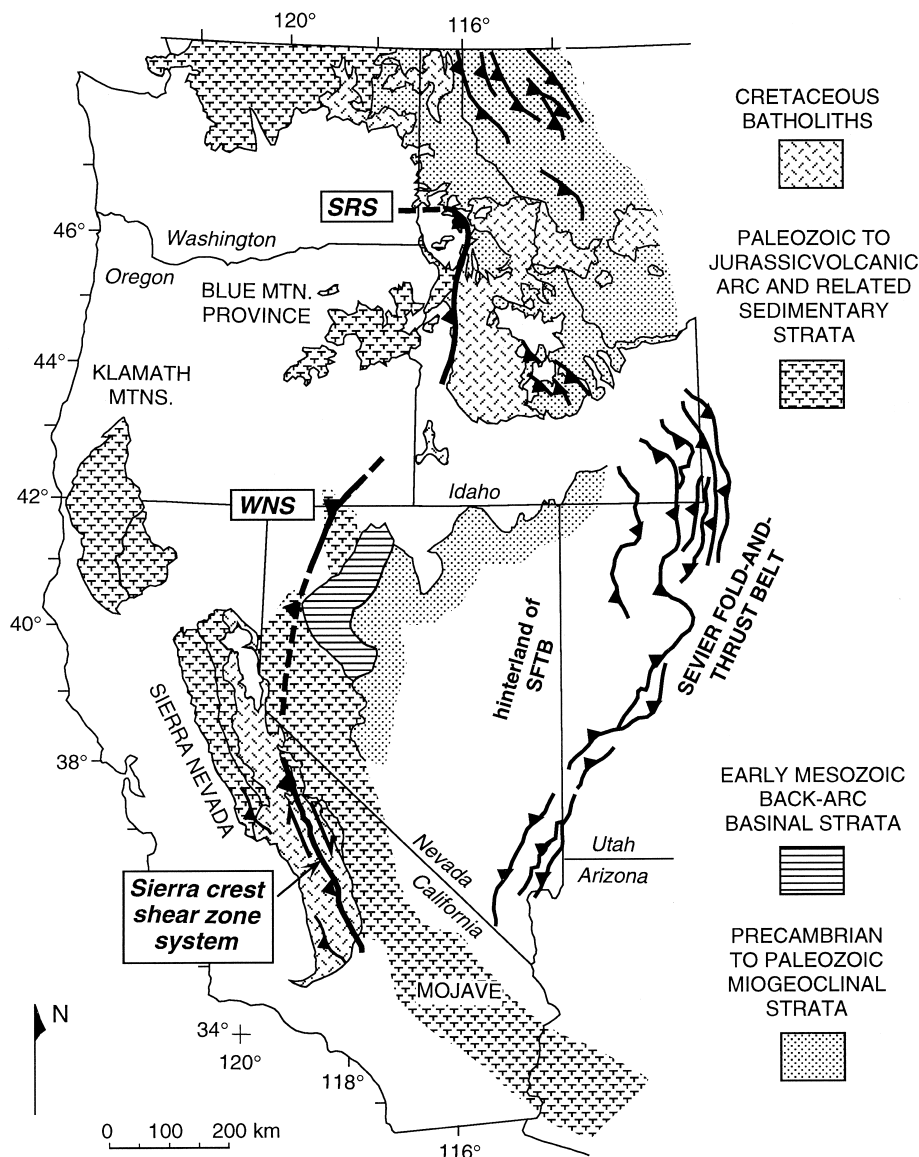 120°
116°
CRETACEOUS
BATHOLITHS
SRS
46°
Washington
Oregon
PALEOZOIC TO
JURASSICVOLCANIC
ARC AND RELATED
SEDIMENTARY
STRATA
BLUE MTN.
PROVINCE
44°
KLAMATH
MTNS.
42°
WNS
Idaho
40°
hinterland of
SFTB
SEVIER FOLD-AND-
THRUST BELT
38°
SIERRA NEVADA
EARLY MESOZOIC
BACK-ARC
BASINAL STRATA
Nevada
California
Utah
Arizona
Sierra crest
shear zone
system
PRECAMBRIAN
TO PALEOZOIC
MIOGEOCLINAL
STRATA
MOJAVE
N
34°
120°
118°
0 100 200 km
116°